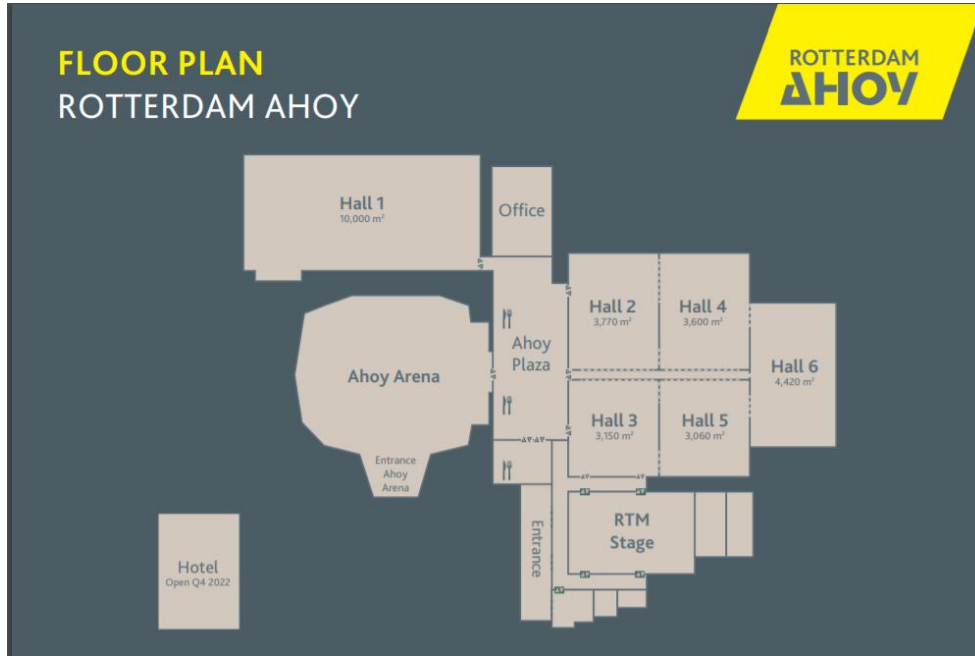 FLOOR PLAN
ROTTERDAM AHOY
ROTTERDAM
AHOY
Hall 1
10,000 m²
Office
Hall 2
3,770 m²
Hall 4
3,600 m²
Ahoy
Plaza
Hall 6
4,420 m²
Ahoy Arena
Hall 3
3,150 m²
Hall 5
3,060 m²
Entrance
Ahoy
Arena
RTM
Stage
Entrance
Hotel
Open Q4 2022